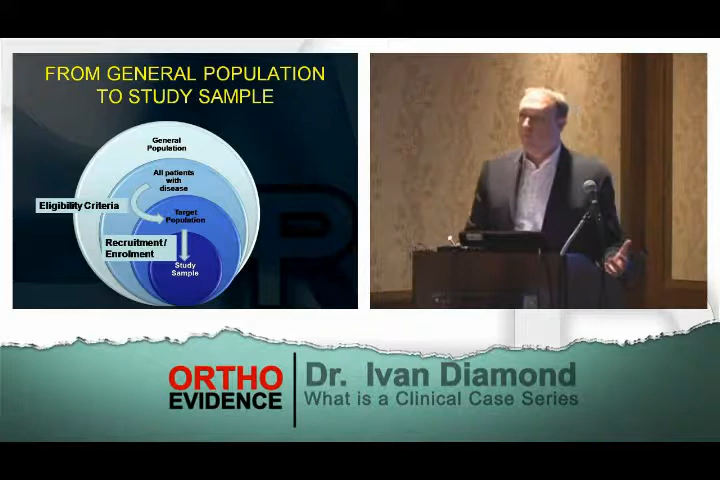 FROM GENERAL POPULATION
TO STUDY SAMPLE
General
Population
All patients
with
disease
Eligibility Criteria
Target
Population
Recruitment /
Enrolment
Study
Sample
ORTHO
EVIDENCE
Dr. Ivan Diamond
What is a Clinical Case Series